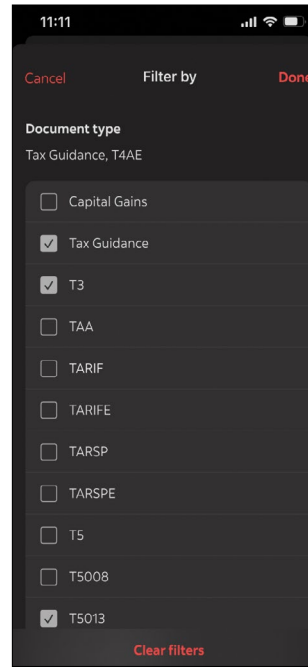 11:11
Cancel Filter by Done
Document type
Tax Guidance, T4AE
Capital Gains
Tax Guidance
T3
TAA
TARIF
TARIFE
TARSP
TARSPE
T5
T5008
T5013
Clear filters